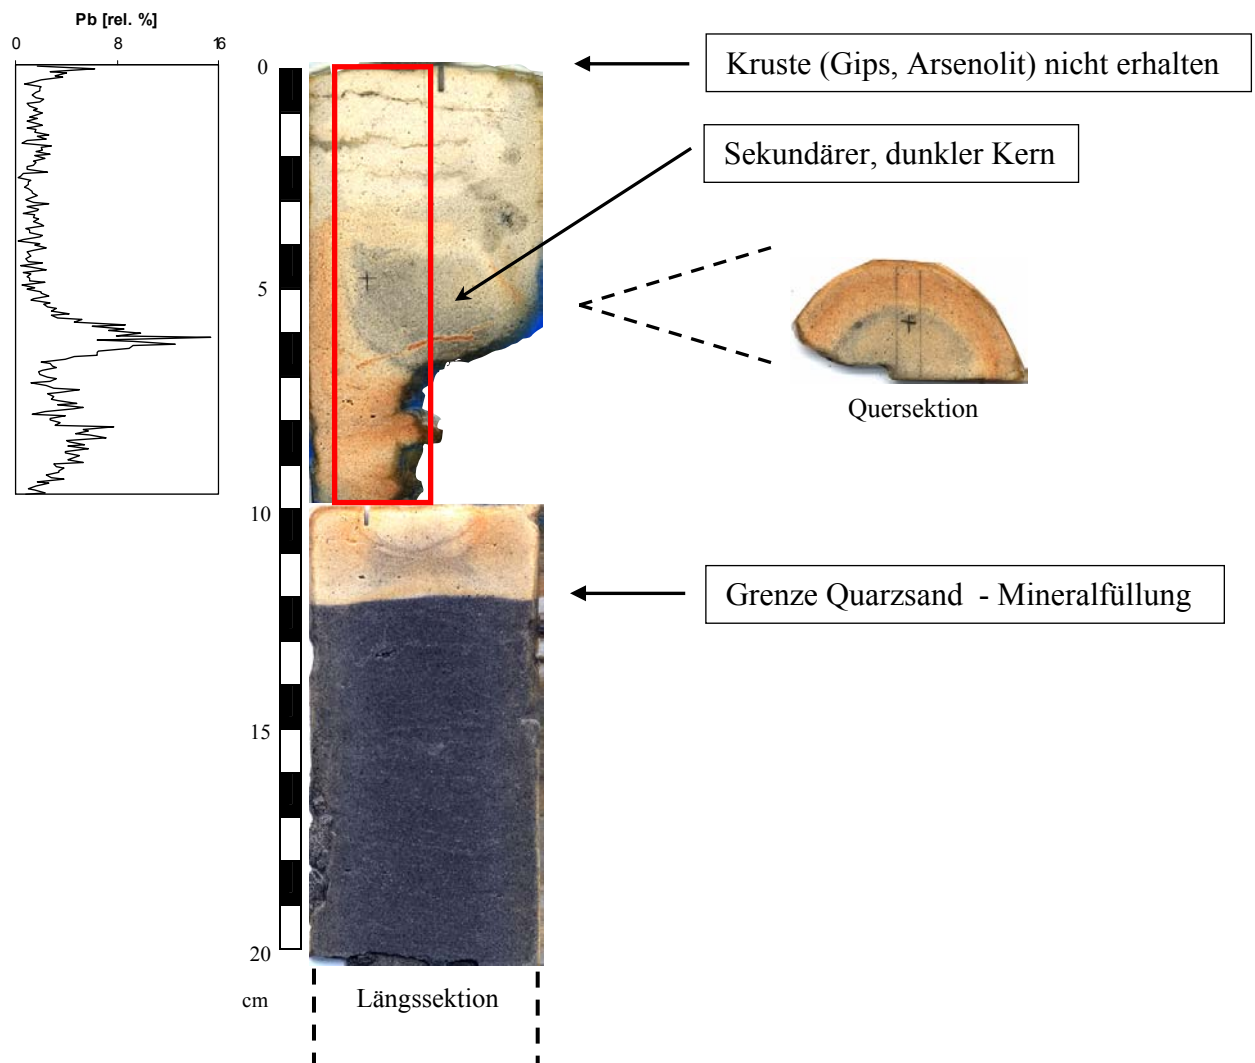 Pb [rel. %]
0 8 16
Kruste (Gips, Arsenolit) nicht erhalten
Sekundärer, dunkler Kern
Quersektion
Grenze Quarzsand - Mineralfüllung
0
5
10
15
20
cm
Längssektion